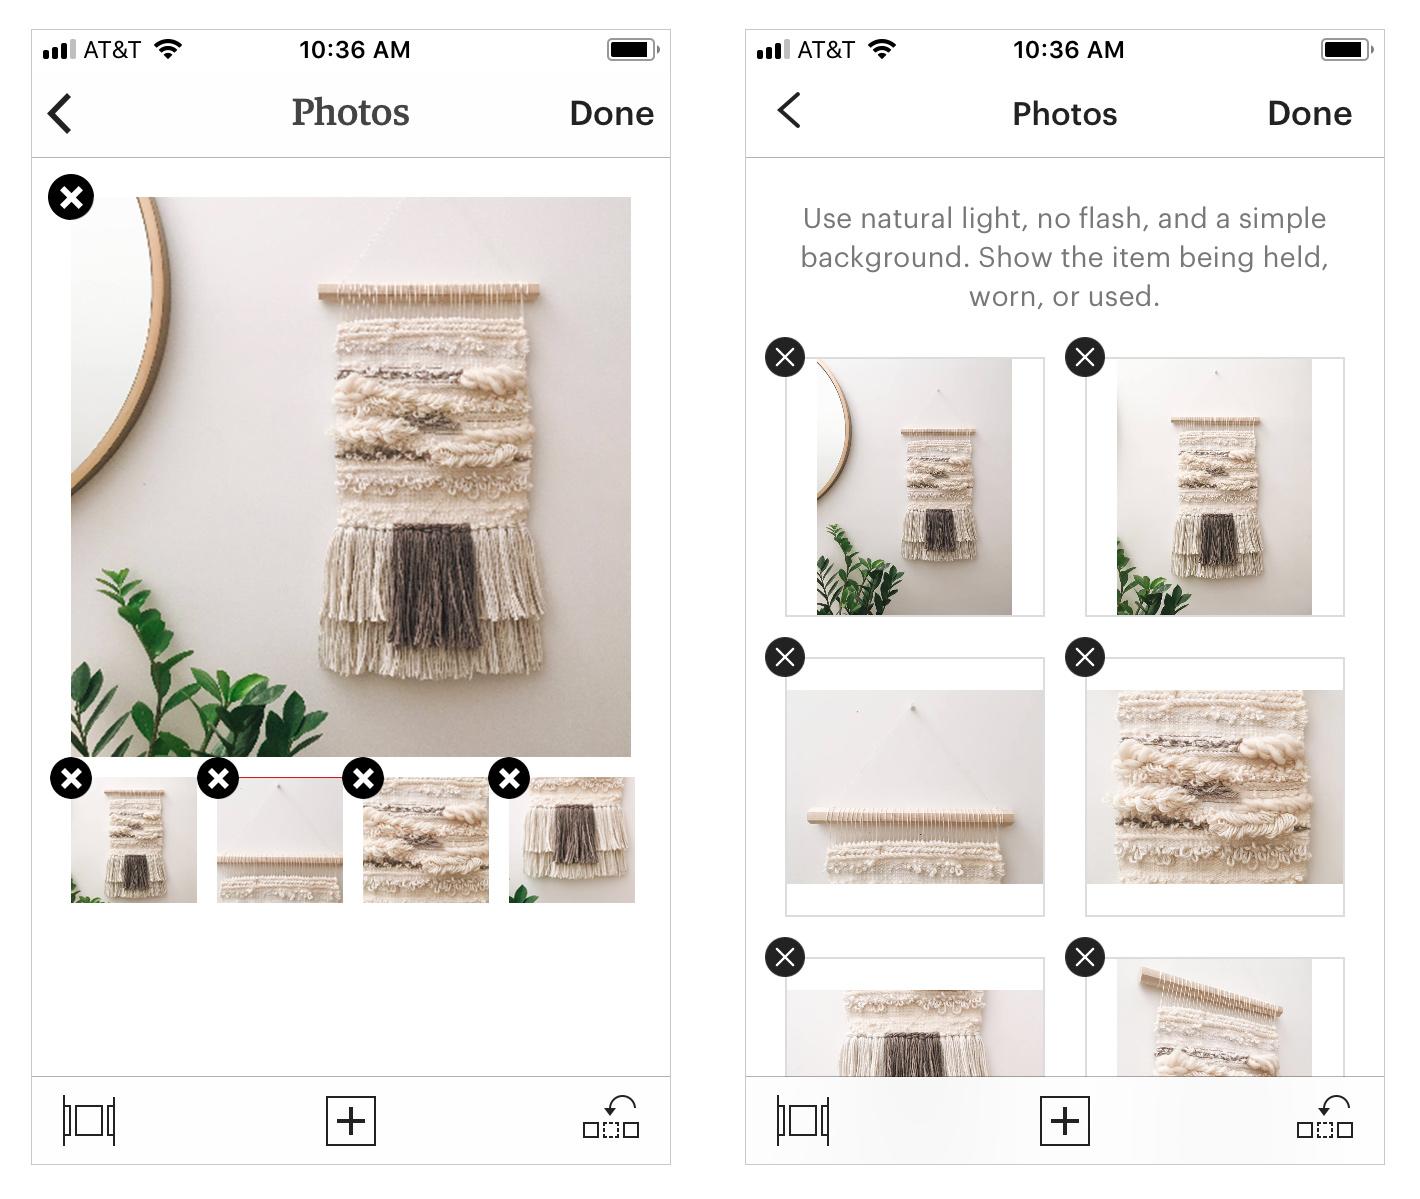 AT&T 10:36 AM
Photos Done
AT&T 10:36 AM
Photos Done
Use natural light, no flash, and a simple
background. Show the item being held,
worn, or used.